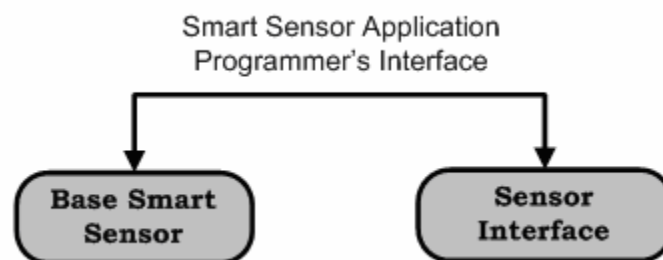 Smart Sensor Application
Programmer's Interface
Base Smart
Sensor
Sensor
Interface